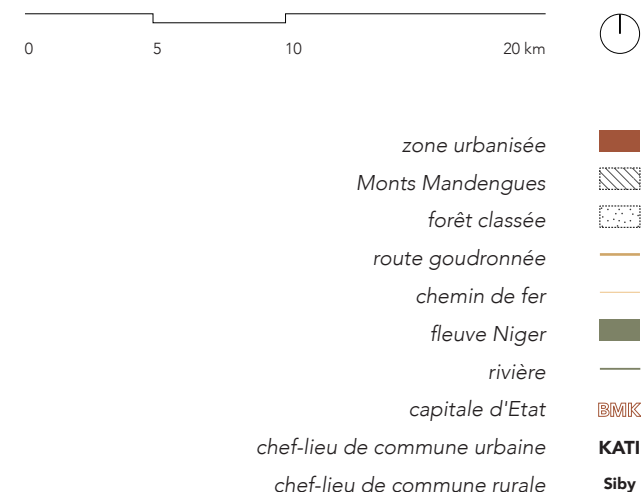 0 5 10 20 km
zone urbanisée
Monts Mandengues
forêt classée
route goudronnée
chemin de fer
fleuve Niger
rivière
capitale d'Etat BMK
chef-lieu de commune urbaine KATI
chef-lieu de commune rurale Siby